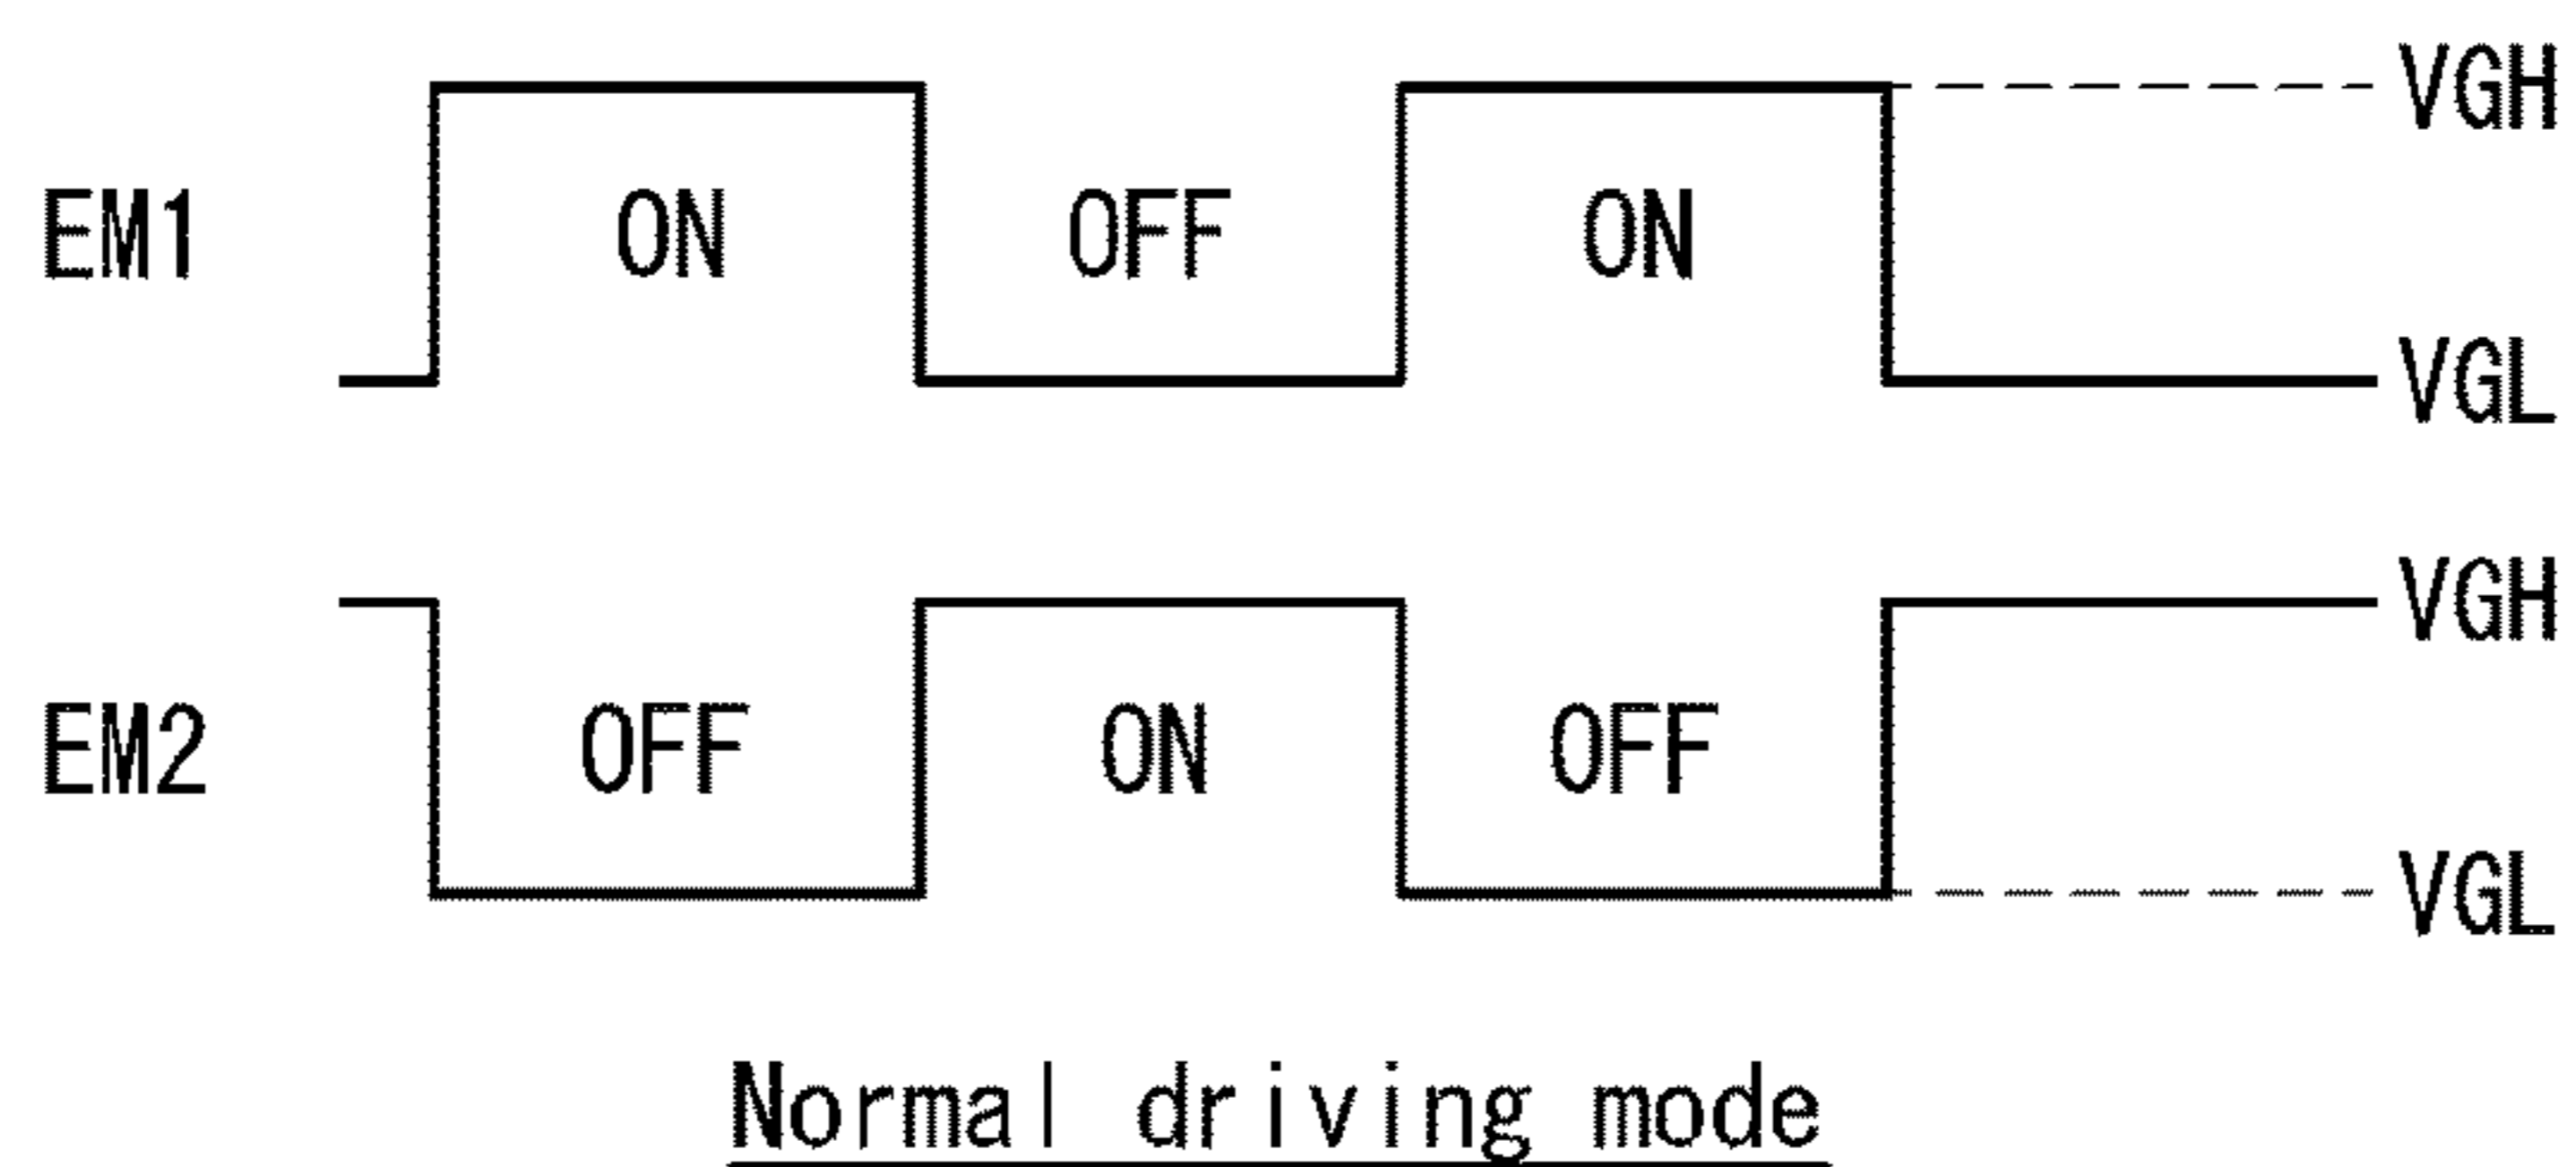 VGH
EM1 ON OFF ON
VGL
VGH
EM2 OFF ON OFF
VGL
Normal driving mode